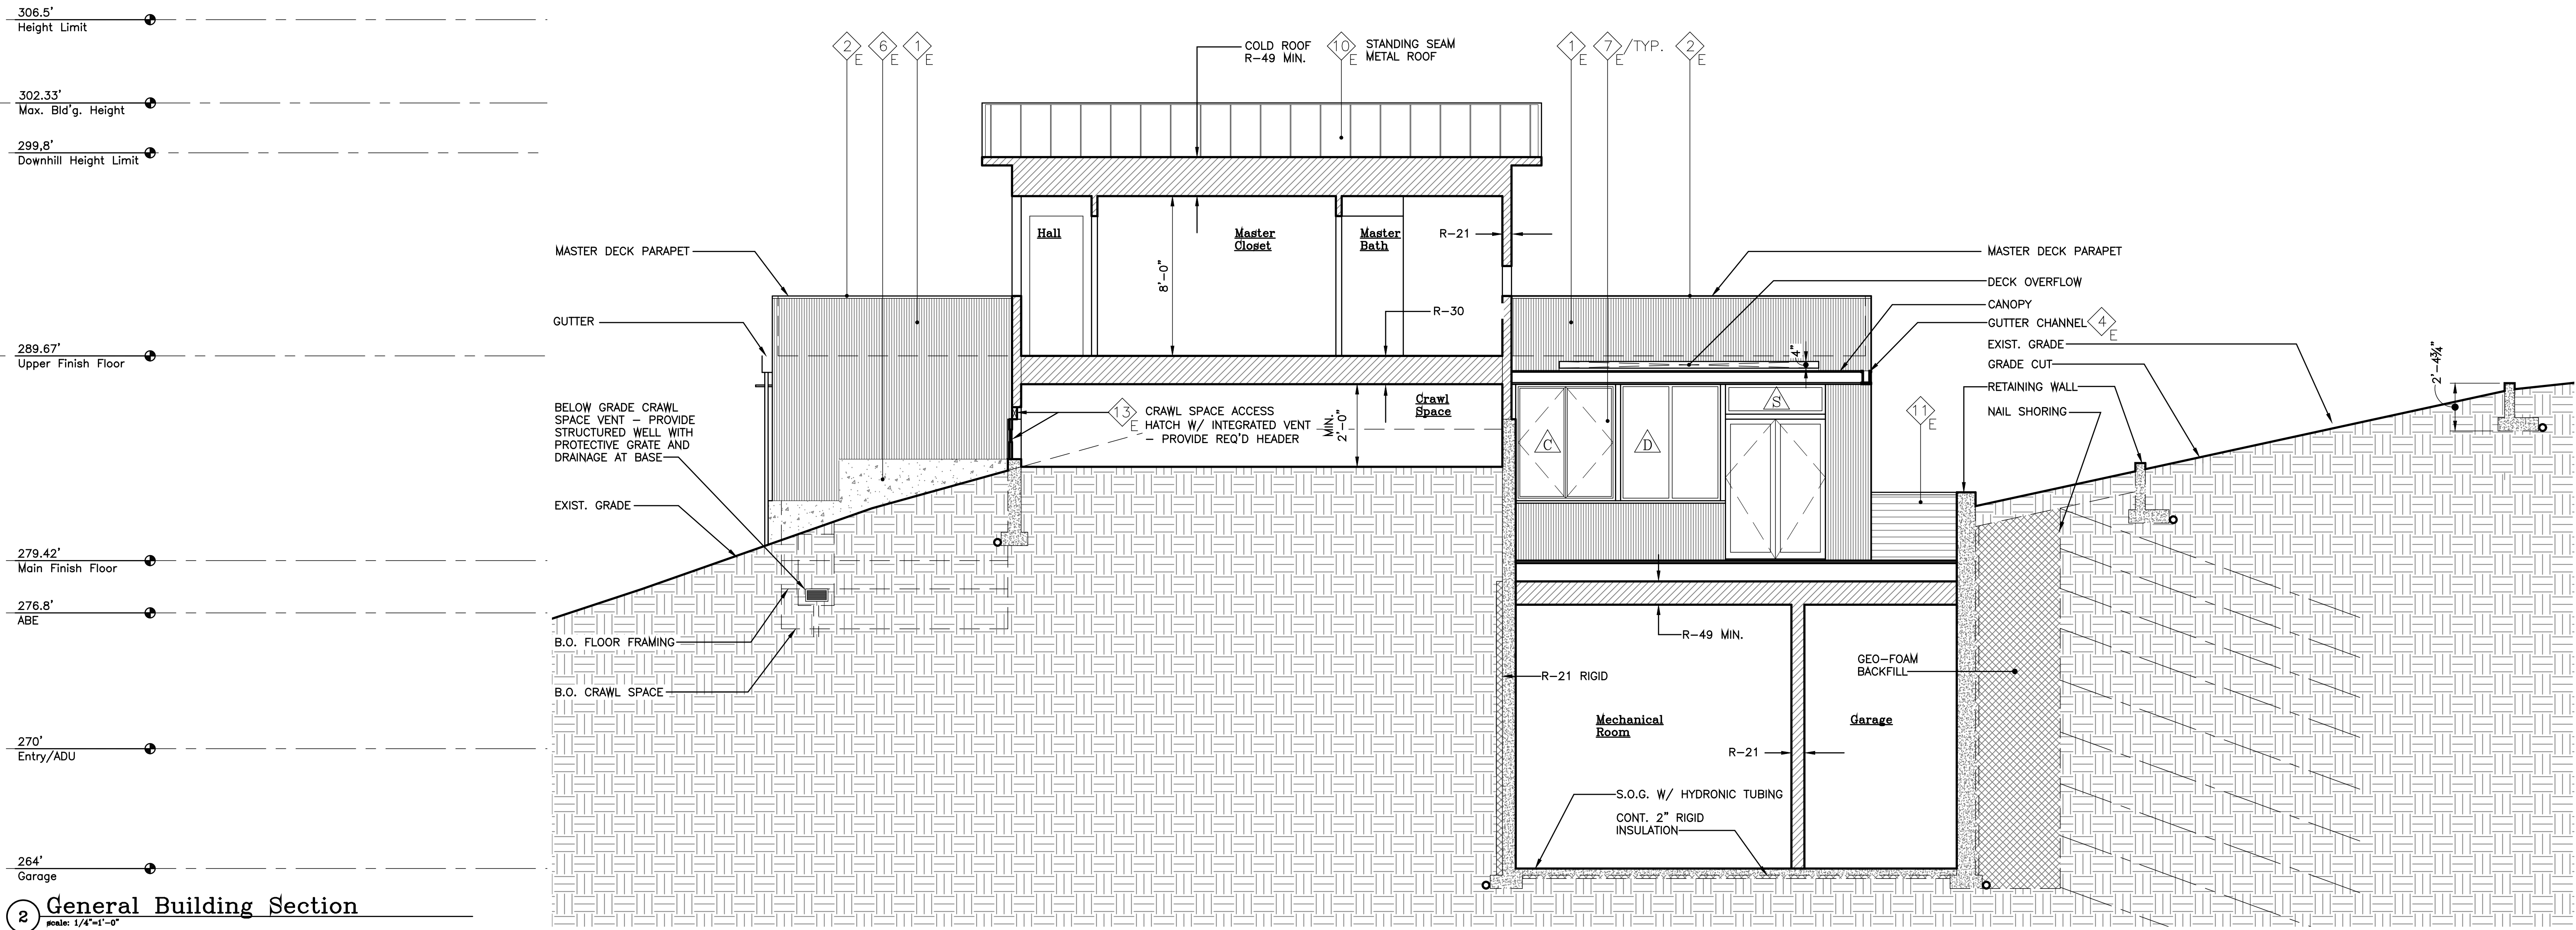 306.5'
Height Limit
302.33'
Max. Bld'g. Height
299,8'
Downhill Height Limit
289.67'
Upper Finish Floor
279.42'
Main Finish Floor
276.8'
ABE
270'
Entry/ADU
264'
Garage
2
General Building Section
scale: 1/4"=1'-0"
2
E
6
E
1
E
COLD ROOF
R-49 MIN.
10
E
STANDING SEAM
METAL ROOF
1
E
7
E
/TYP.
2
E
MASTER DECK PARAPET
GUTTER
BELOW GRADE CRAWL
SPACE VENT - PROVIDE
STRUCTURED WELL WITH
PROTECTIVE GRATE AND
DRAINAGE AT BASE
EXIST. GRADE
B.O. FLOOR FRAMING
B.O. CRAWL SPACE
Hall
Master
Closet
Master
Bath
R-21
8'-0"
R-30
13
E
CRAWL SPACE ACCESS
HATCH W/ INTEGRATED VENT
- PROVIDE REQ'D HEADER
MIN.
2'-0"
Crawl
Space
4"
C
D
S
11
E
MASTER DECK PARAPET
DECK OVERFLOW
CANOPY
GUTTER CHANNEL
4
E
EXIST. GRADE
GRADE CUT
RETAINING WALL
NAIL SHORING
2'-4¾"
R-49 MIN.
R-21 RIGID
GEO-FOAM
BACKFILL
Mechanical
Room
Garage
R-21
S.O.G. W/ HYDRONIC TUBING
CONT. 2" RIGID
INSULATION